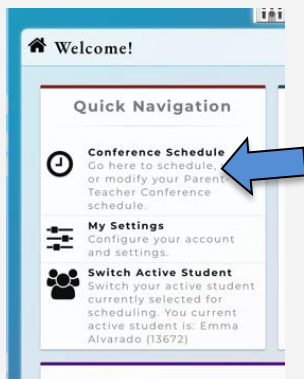 Welcome!
Quick Navigation
Conference Schedule
Go here to schedule,
or modify your Parent-
Teacher Conference
schedule.
My Settings
Configure your account
and settings.
Switch Active Student
Switch your active student
currently selected for
scheduling. You current
active student is: Emma
Alvarado (13672)